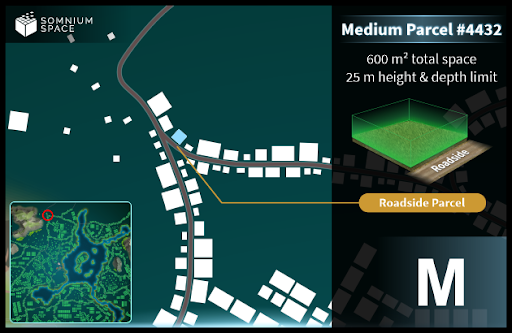 SOMNIUM
SPACE
Medium Parcel #4432
600 m² total space
25 m height & depth limit
Roadside
Roadside Parcel
M